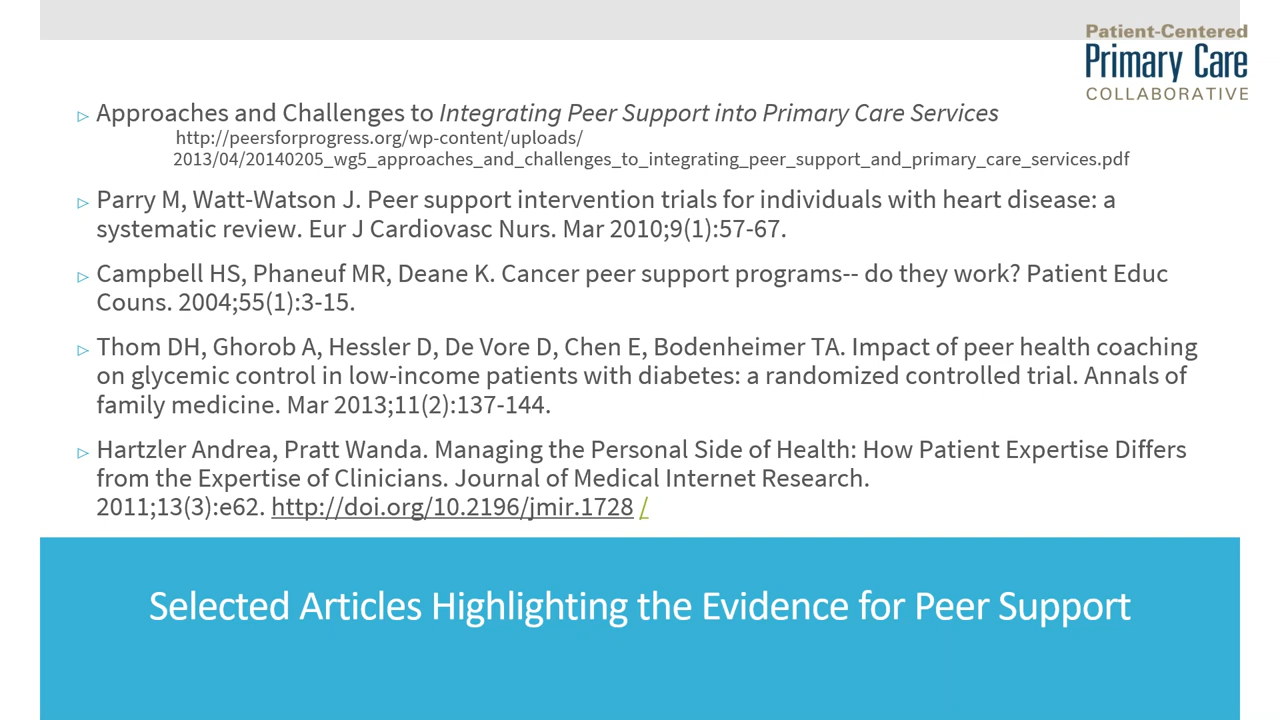 Patient-Centered
Primary Care
COLLABORATIVE
▷ Approaches and Challenges to Integrating Peer Support into Primary Care Services
http://peersforprogress.org/wp-content/uploads/
2013/04/20140205_wg5_approaches_and_challenges_to_integrating_peer_support_and_primary_care_services.pdf
▷ Parry M, Watt-Watson J. Peer support intervention trials for individuals with heart disease: a
systematic review. Eur J Cardiovasc Nurs. Mar 2010;9(1):57-67.
▷ Campbell HS, Phaneuf MR, Deane K. Cancer peer support programs-- do they work? Patient Educ
Couns. 2004;55(1):3-15.
▷ Thom DH, Ghorob A, Hessler D, De Vore D, Chen E, Bodenheimer TA. Impact of peer health coaching
on glycemic control in low-income patients with diabetes: a randomized controlled trial. Annals of
family medicine. Mar 2013;11(2):137-144.
▷ Hartzler Andrea, Pratt Wanda. Managing the Personal Side of Health: How Patient Expertise Differs
from the Expertise of Clinicians. Journal of Medical Internet Research.
2011;13(3):e62. http://doi.org/10.2196/jmir.1728 /
Selected Articles Highlighting the Evidence for Peer Support